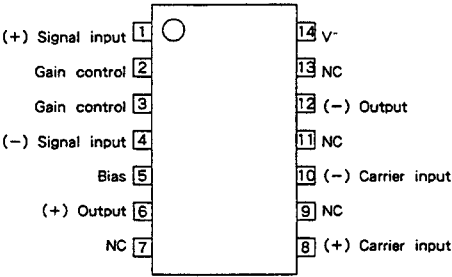 (+) Signal input 1
Gain control 2
Gain control 3
(−) Signal input 4
Bias 5
(+) Output 6
NC 7
14 V-
13 NC
12 (−) Output
11 NC
10 (−) Carrier input
9 NC
8 (+) Carrier input